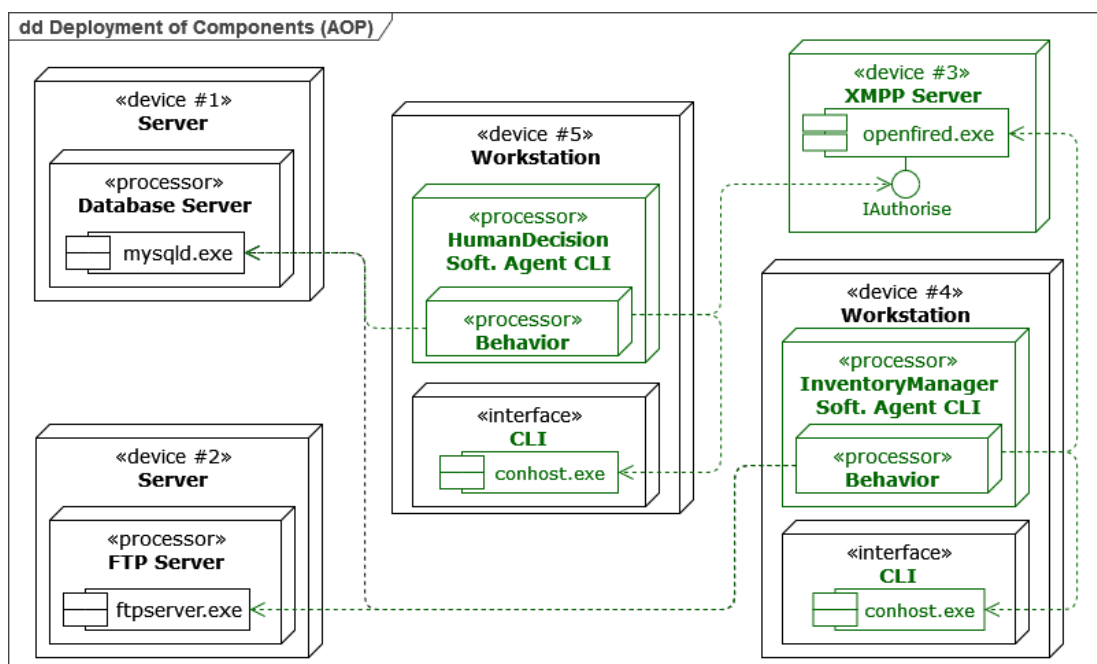 dd Deployment of Components (AOP)
«device #1»
Server
«processor»
Database Server
mysqld.exe
«device #2»
Server
«processor»
FTP Server
ftpserver.exe
«device #5»
Workstation
«processor»
HumanDecision
Soft. Agent CLI
«processor»
Behavior
«interface»
CLI
conhost.exe
«device #3»
XMPP Server
openfired.exe
IAuthorise
«device #4»
Workstation
«processor»
InventoryManager
Soft. Agent CLI
«processor»
Behavior
«interface»
CLI
conhost.exe